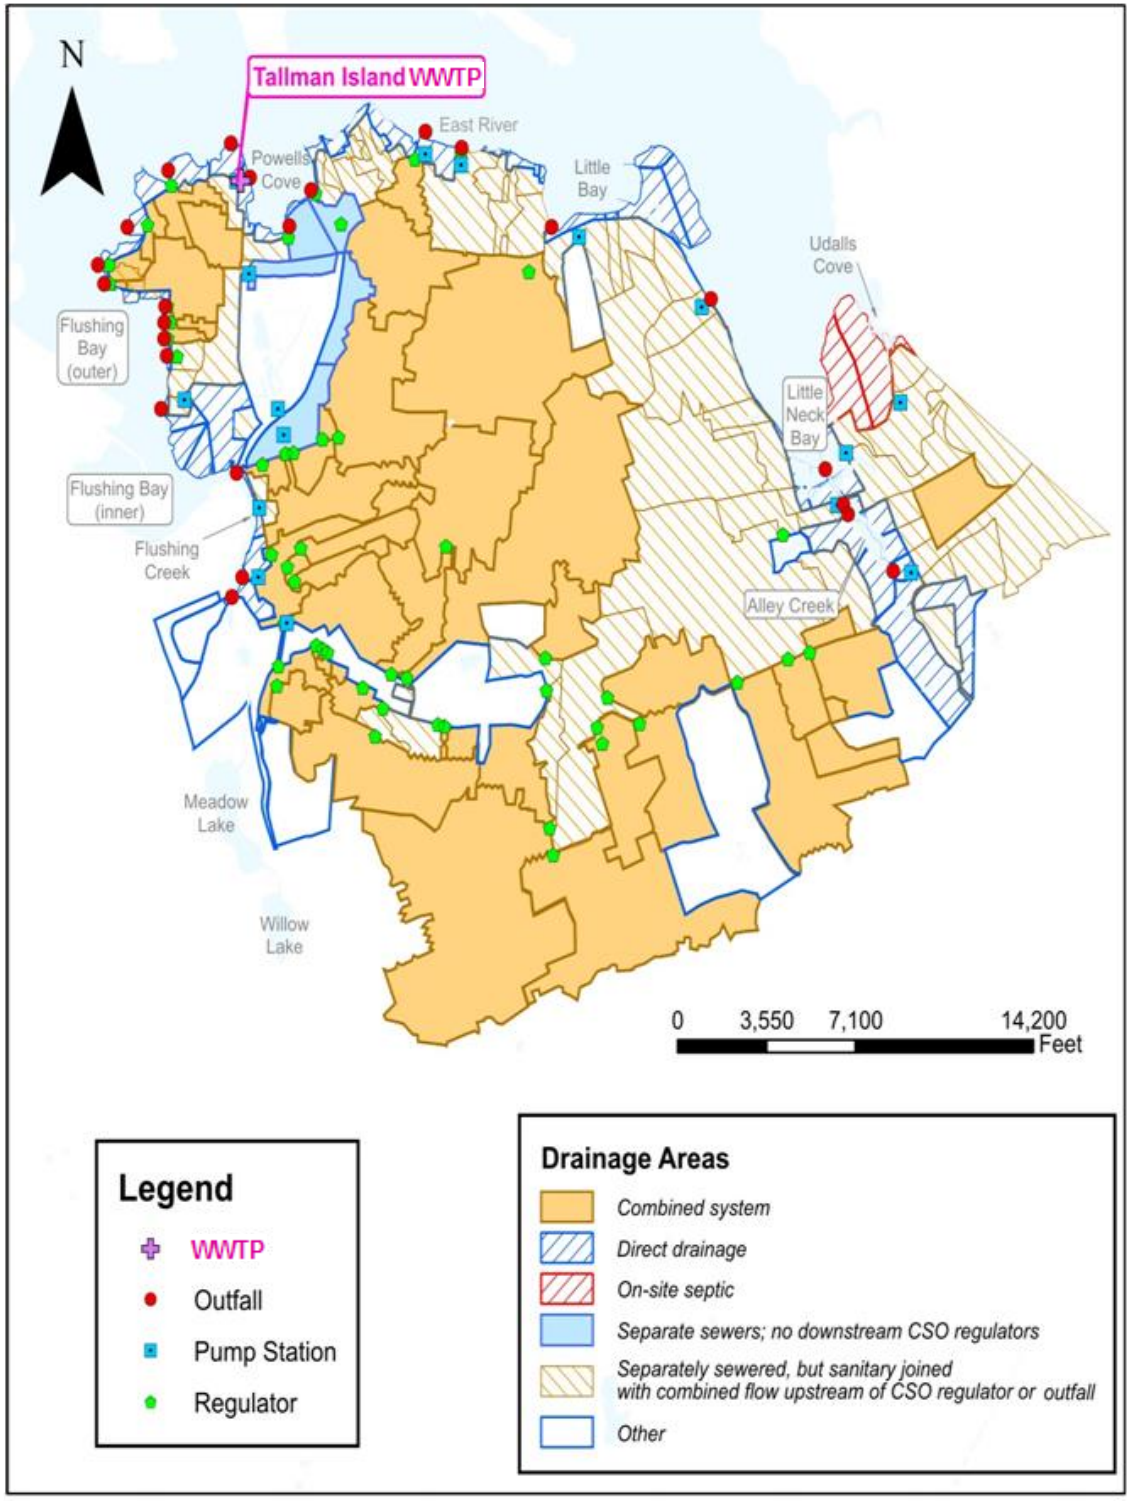 N
Tallman Island WWTP
East River
Powells
Cove
Little
Bay
Udalls
Cove
Flushing
Bay
(outer)
Little
Neck
Bay
Flushing Bay
(inner)
Flushing
Creek
Alley Creek
Meadow
Lake
Willow
Lake
0 3,550 7,100 14,200
Feet
Legend
WWTP
Outfall
Pump Station
Regulator
Drainage Areas
Combined system
Direct drainage
On-site septic
Separate sewers; no downstream CSO regulators
Separately sewered, but sanitary joined
with combined flow upstream of CSO regulator or outfall
Other